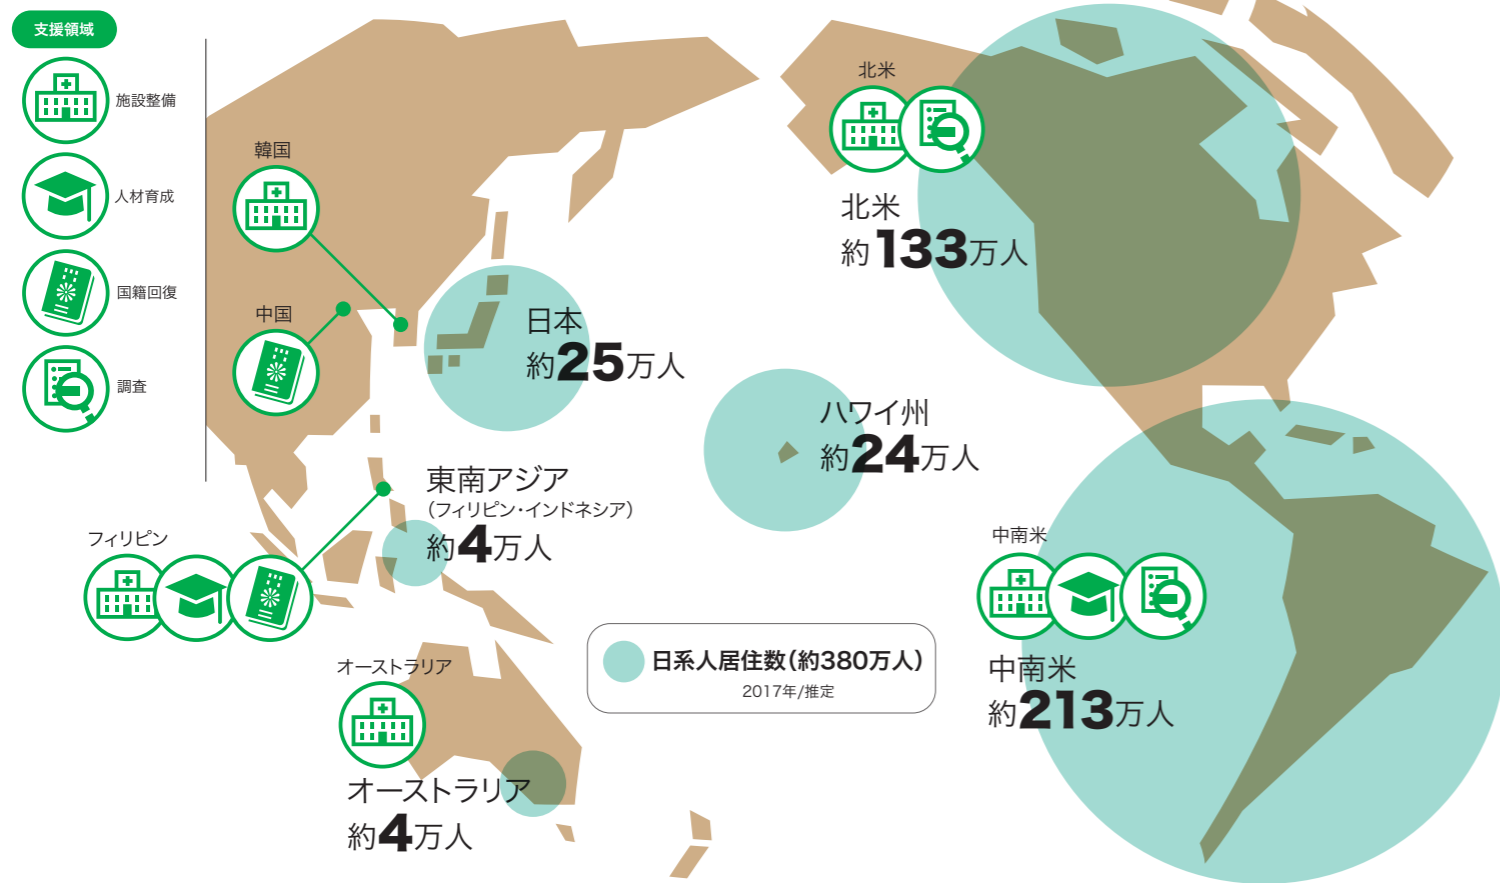 支援領域
施設整備
人材育成
国籍回復
調査
韓国
中国
日本
約25万人
東南アジア
（フィリピン・インドネシア）
約4万人
フィリピン
オーストラリア
オーストラリア
約4万人
北米
北米
約133万人
ハワイ州
約24万人
中南米
中南米
約213万人
日系人居住数（約380万人）
2017年/推定